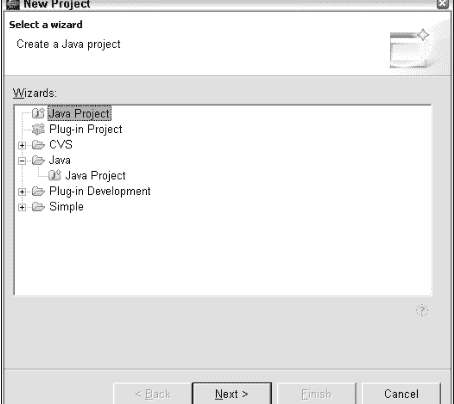 New Project
Select a wizard
Create a Java project
Wizards:
Java Project
Plug-in Project
CVS
Java
Java Project
Plug-in Development
Simple
< Back Next > Finish Cancel